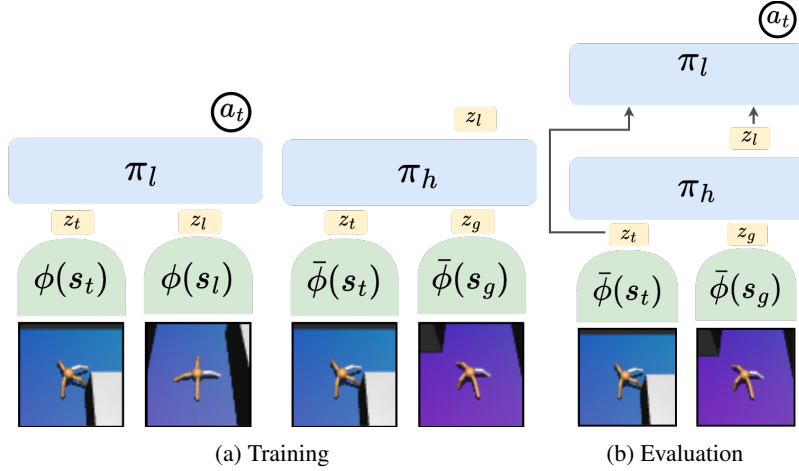 a_t
z_l
π_l
π_h
z_t z_l z_t z_g
ϕ(s_t) ϕ(s_l) ϕ̄(s_t) ϕ̄(s_g)
(a) Training
a_t
π_l
z_l
π_h
z_t z_g
ϕ̄(s_t) ϕ̄(s_g)
(b) Evaluation